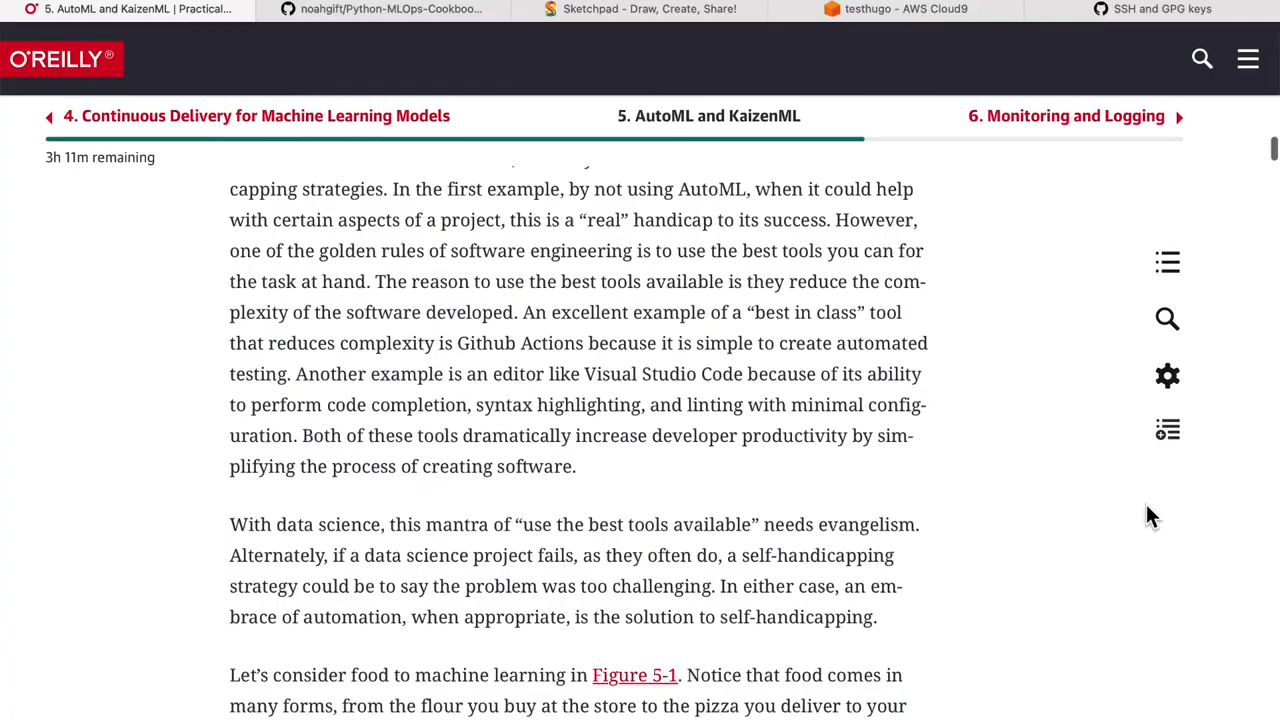 5. AutoML and KaizenML | Practical...
noahgift/Python-MLOps-Cookboo...
Sketchpad - Draw, Create, Share!
testhugo - AWS Cloud9
SSH and GPG keys
O'REILLY®
4. Continuous Delivery for Machine Learning Models
5. AutoML and KaizenML
6. Monitoring and Logging
3h 11m remaining
capping strategies. In the first example, by not using AutoML, when it could help
with certain aspects of a project, this is a “real” handicap to its success. However,
one of the golden rules of software engineering is to use the best tools you can for
the task at hand. The reason to use the best tools available is they reduce the com-
plexity of the software developed. An excellent example of a “best in class” tool
that reduces complexity is Github Actions because it is simple to create automated
testing. Another example is an editor like Visual Studio Code because of its ability
to perform code completion, syntax highlighting, and linting with minimal config-
uration. Both of these tools dramatically increase developer productivity by sim-
plifying the process of creating software.
With data science, this mantra of “use the best tools available” needs evangelism.
Alternately, if a data science project fails, as they often do, a self-handicapping
strategy could be to say the problem was too challenging. In either case, an em-
brace of automation, when appropriate, is the solution to self-handicapping.
Let’s consider food to machine learning in Figure 5-1. Notice that food comes in
many forms, from the flour you buy at the store to the pizza you deliver to your